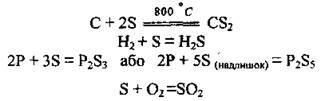 C + 2S =800 °C= CS₂
H₂ + S = H₂S
2P + 3S = P₂S₃ або 2P + 5S (надлишок) = P₂S₅
S + O₂ = SO₂